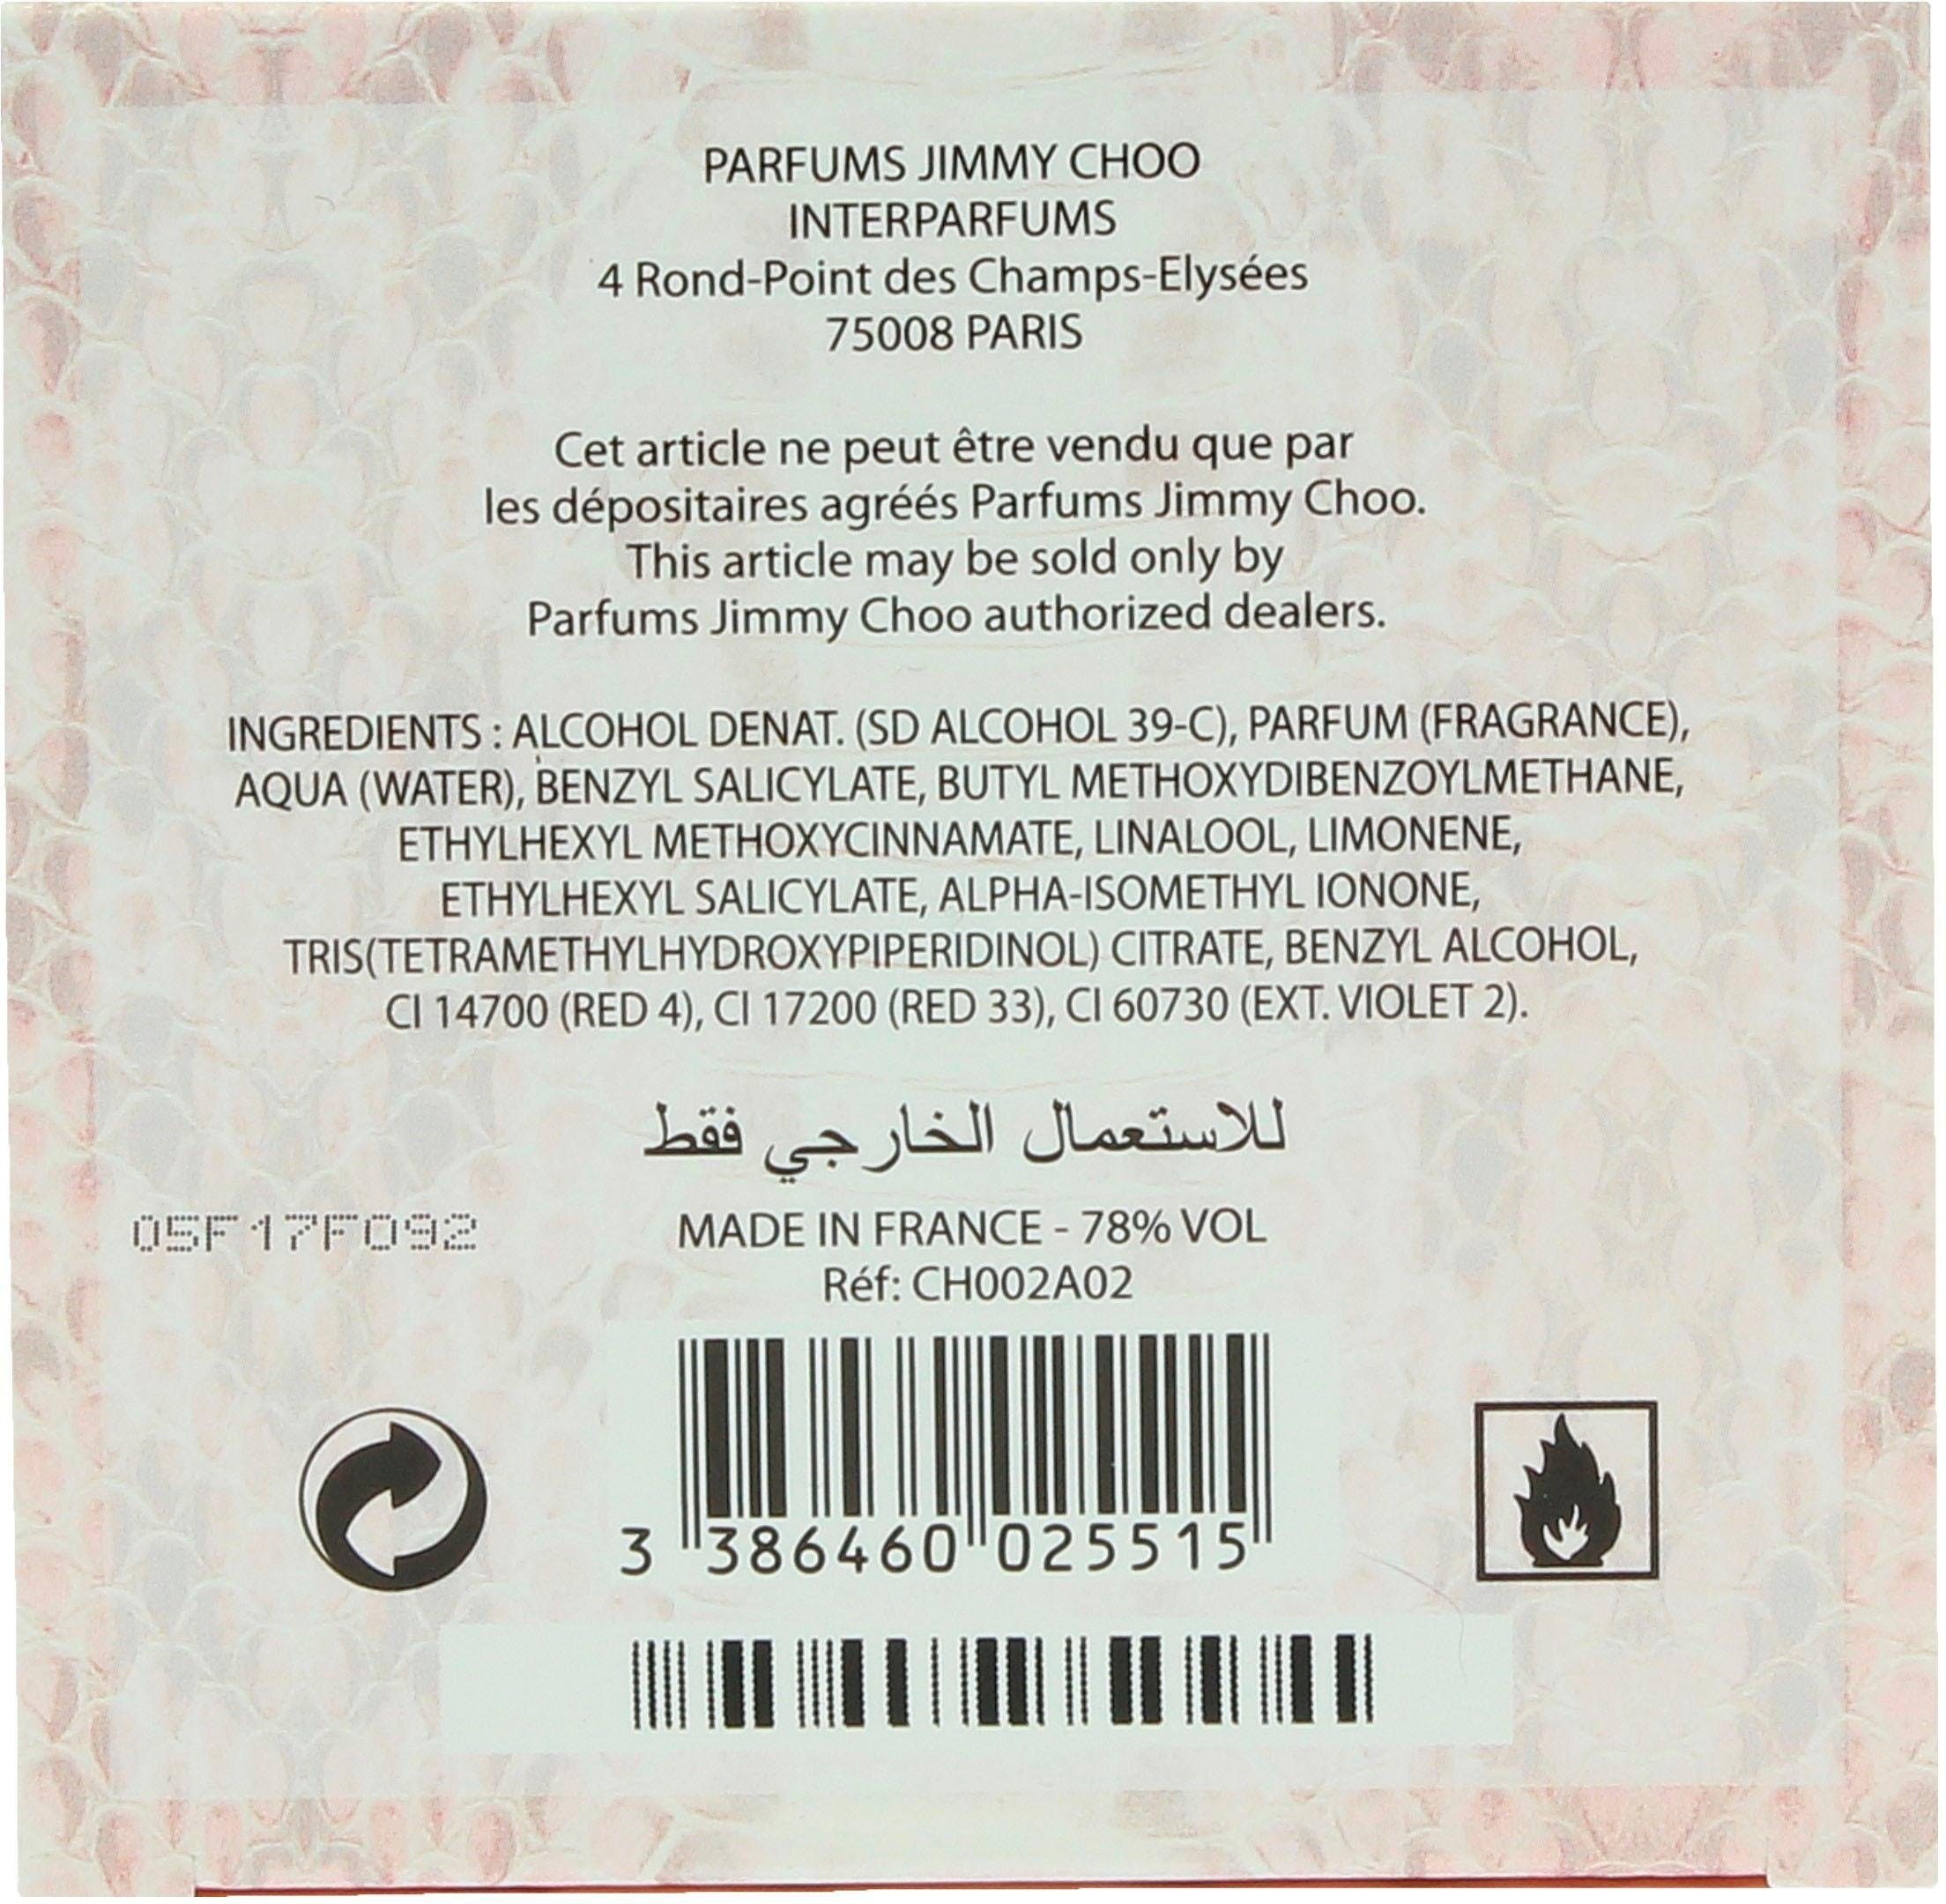 PARFUMS JIMMY CHOO
INTERPARFUMS
4 Rond-Point des Champs-Elysées
75008 PARIS
Cet article ne peut être vendu que par
les dépositaires agréés Parfums Jimmy Choo.
This article may be sold only by
Parfums Jimmy Choo authorized dealers.
INGREDIENTS : ALCOHOL DENAT. (SD ALCOHOL 39-C), PARFUM (FRAGRANCE),
AQUA (WATER), BENZYL SALICYLATE, BUTYL METHOXYDIBENZOYLMETHANE,
ETHYLHEXYL METHOXYCINNAMATE, LINALOOL, LIMONENE,
ETHYLHEXYL SALICYLATE, ALPHA-ISOMETHYL IONONE,
TRIS(TETRAMETHYLHYDROXYPIPERIDINOL) CITRATE, BENZYL ALCOHOL,
CI 14700 (RED 4), CI 17200 (RED 33), CI 60730 (EXT. VIOLET 2).
للاستعمال الخارجي فقط
05F17F092
MADE IN FRANCE - 78% VOL
Réf: CH002A02
3 386460 025515